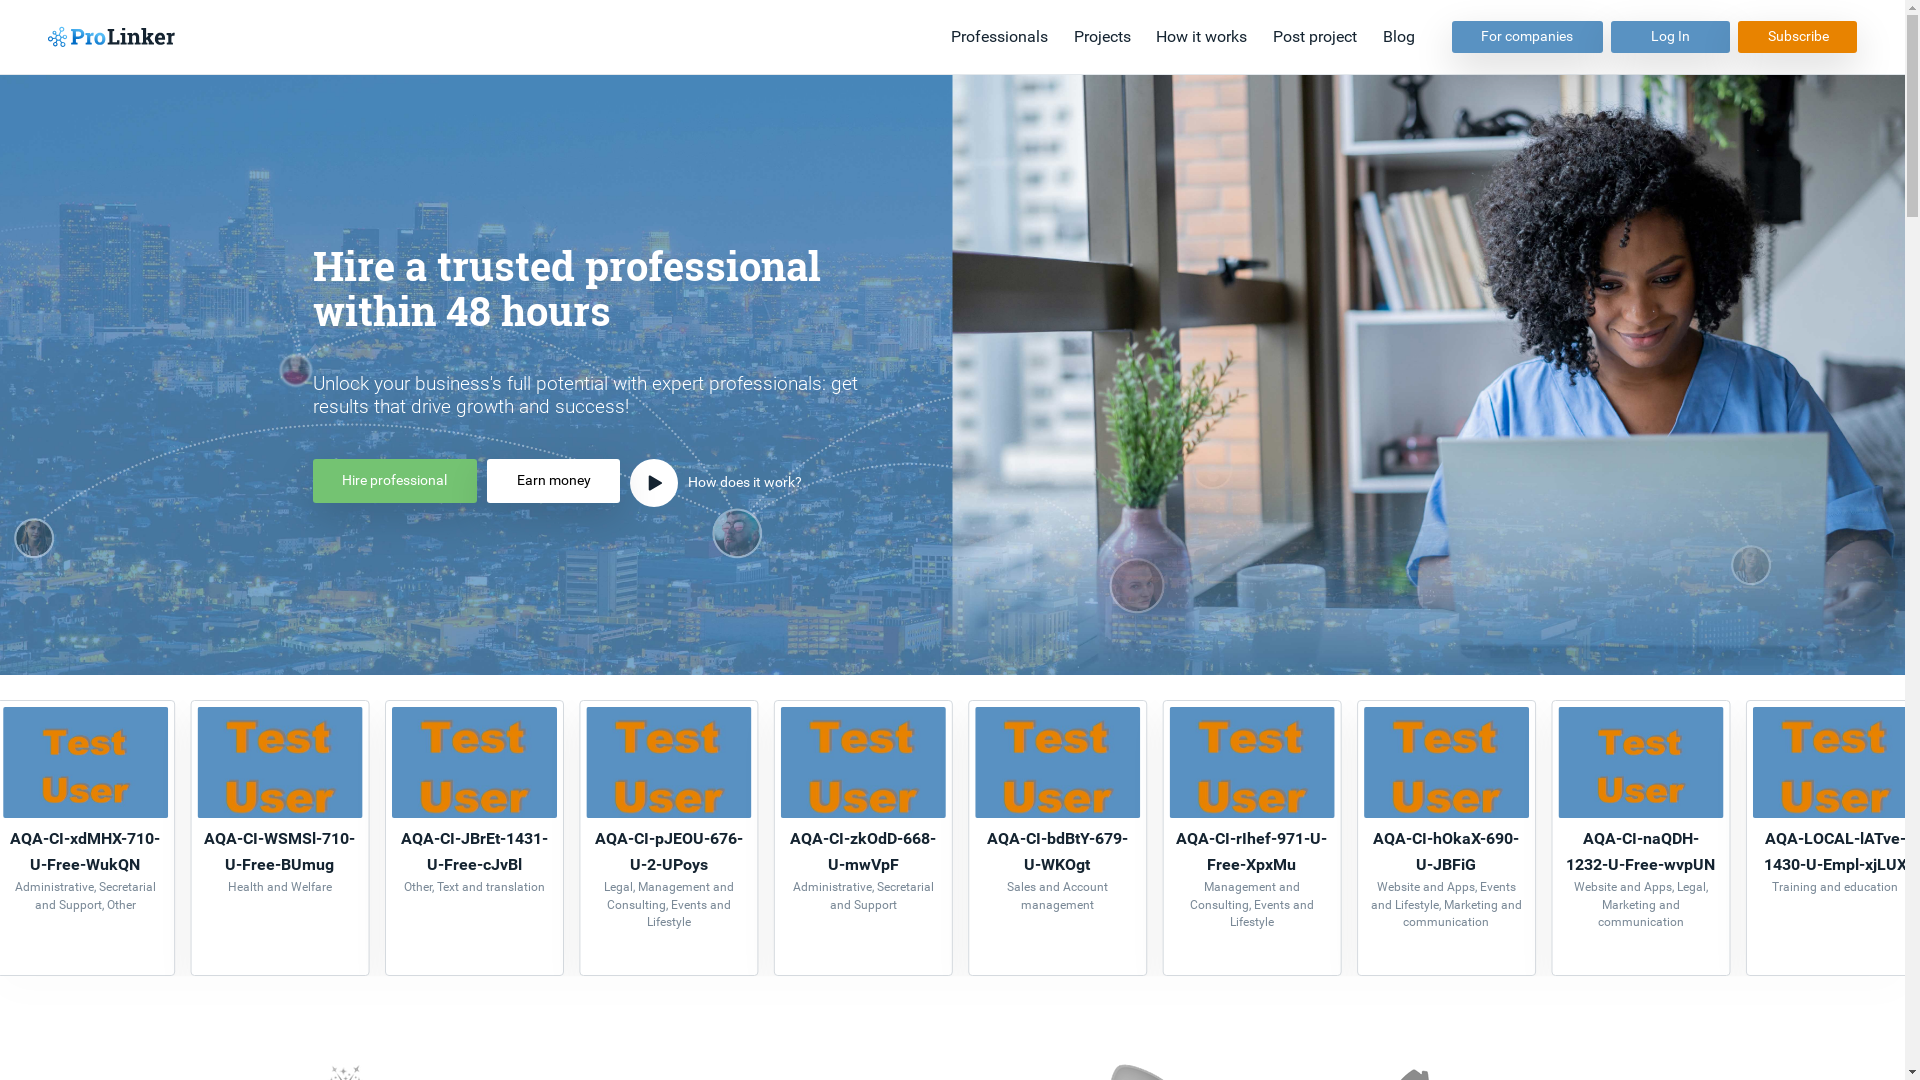 ProLinker
Professionals
Projects
How it works
Post project
Blog
For companies
Log In
Subscribe
Hire a trusted professional
within 48 hours
Unlock your business's full potential with expert professionals: get
results that drive growth and success!
Hire professional
Earn money
How does it work?
Test
User
AQA-CI-xdMHX-710-
U-Free-WukQN
Administrative, Secretarial
and Support, Other
Test
User
AQA-CI-WSMSl-710-
U-Free-BUmug
Health and Welfare
Test
User
AQA-CI-JBrEt-1431-
U-Free-cJvBl
Other, Text and translation
Test
User
AQA-CI-pJEOU-676-
U-2-UPoys
Legal, Management and
Consulting, Events and
Lifestyle
Test
User
AQA-CI-zkOdD-668-
U-mwVpF
Administrative, Secretarial
and Support
Test
User
AQA-CI-bdBtY-679-
U-WKOgt
Sales and Account
management
Test
User
AQA-CI-rIhef-971-U-
Free-XpxMu
Management and
Consulting, Events and
Lifestyle
Test
User
AQA-CI-hOkaX-690-
U-JBFiG
Website and Apps, Events
and Lifestyle, Marketing and
communication
Test
User
AQA-CI-naQDH-
1232-U-Free-wvpUN
Website and Apps, Legal,
Marketing and
communication
Test
User
AQA-LOCAL-lATve-
1430-U-Empl-xjLUX
Training and education